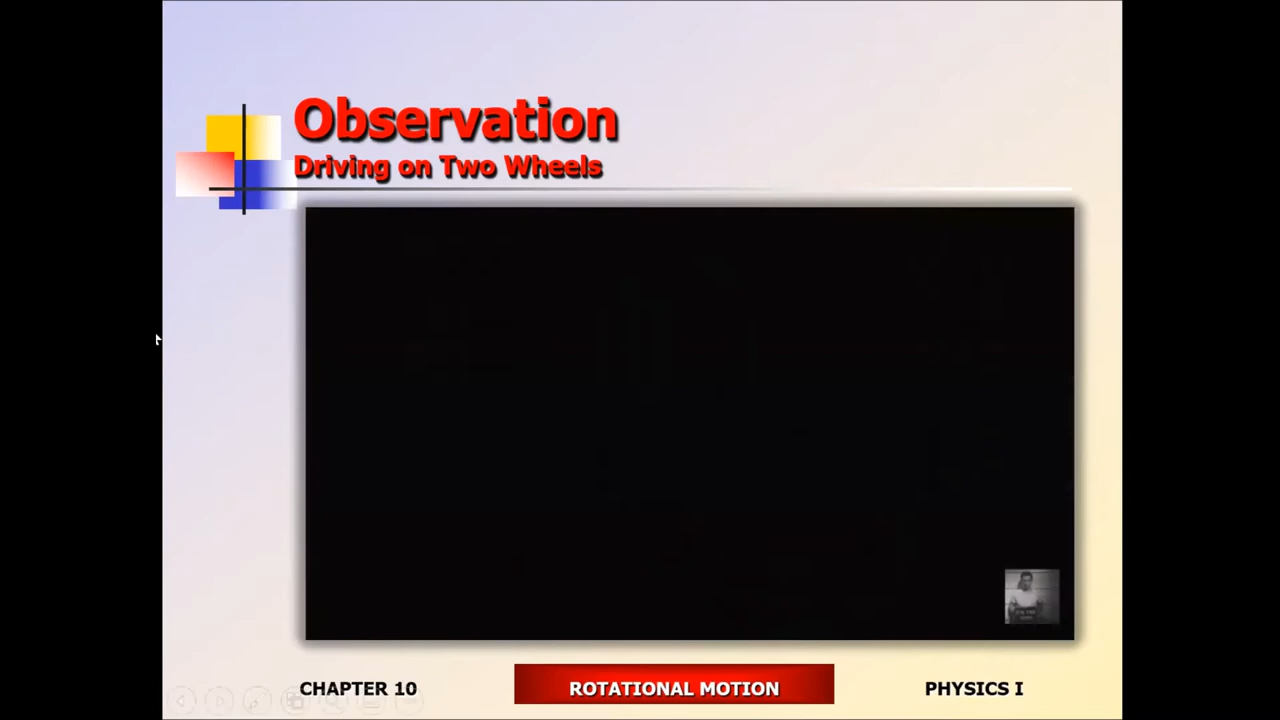 Observation
Driving on Two Wheels
CHAPTER 10
ROTATIONAL MOTION
PHYSICS I